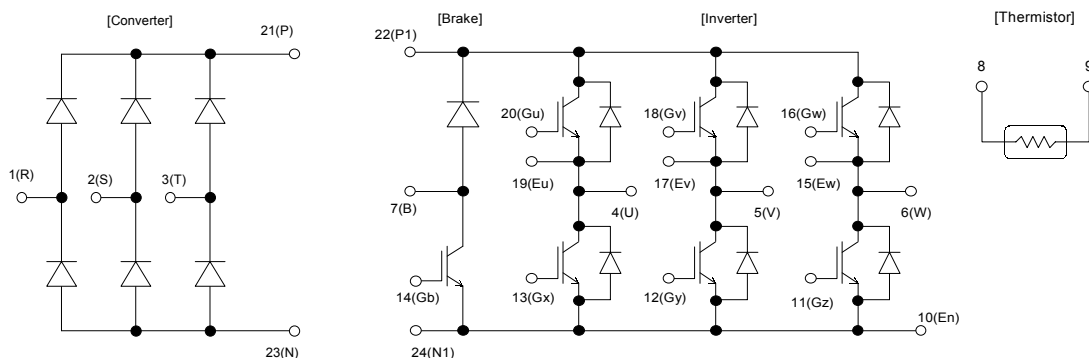 [Converter]
[Brake]
[Inverter]
[Thermistor]
21(P)
22(P1)
8
9
20(Gu)
18(Gv)
16(Gw)
1(R)
2(S)
3(T)
19(Eu)
17(Ev)
15(Ew)
7(B)
4(U)
5(V)
6(W)
14(Gb)
13(Gx)
12(Gy)
11(Gz)
10(En)
23(N)
24(N1)